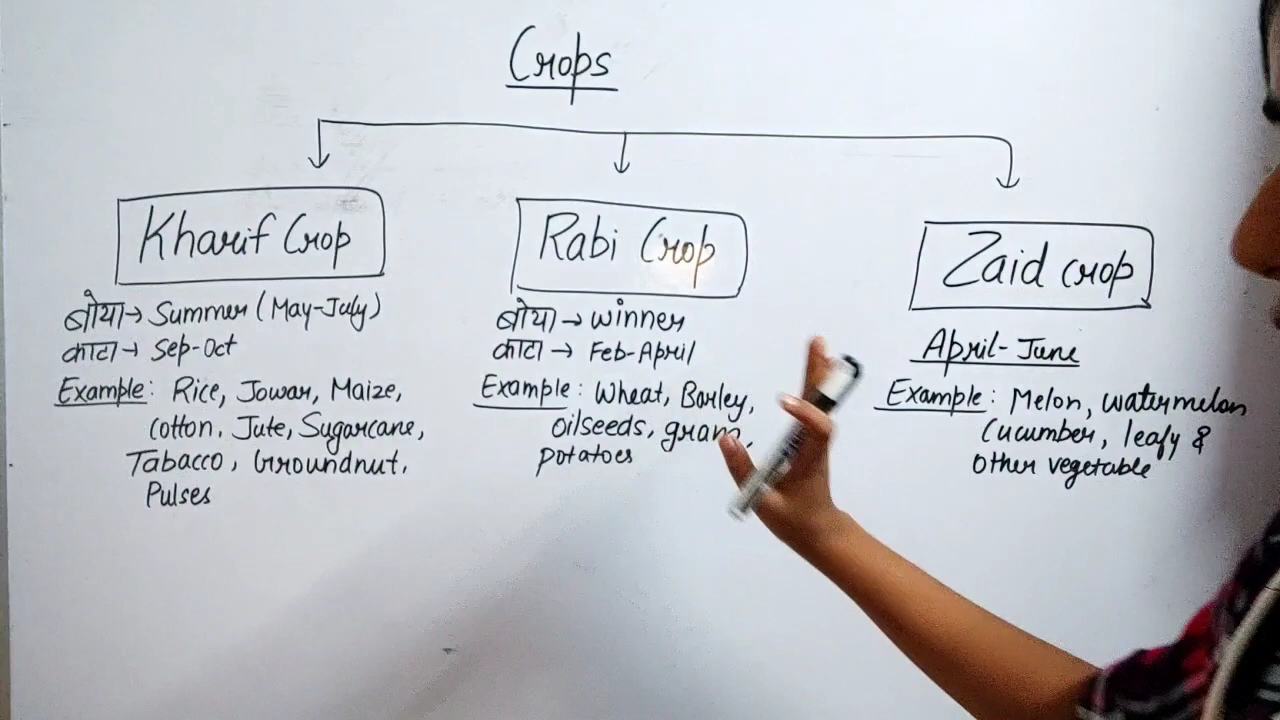 Crops
Kharif Crop
बोया→ Summer (May-July)
काटा→ Sep-Oct
Example: Rice, Jowar, Maize,
Cotton, Jute, Sugarcane,
Tabacco, Groundnut,
Pulses
Rabi Crop
बोया→ winner
काटा→ Feb-April
Example: Wheat, Barley,
oilseeds, gram,
potatoes
Zaid crop
April-June
Example: Melon, watermelon
Cucumber, leafy &
other vegetable